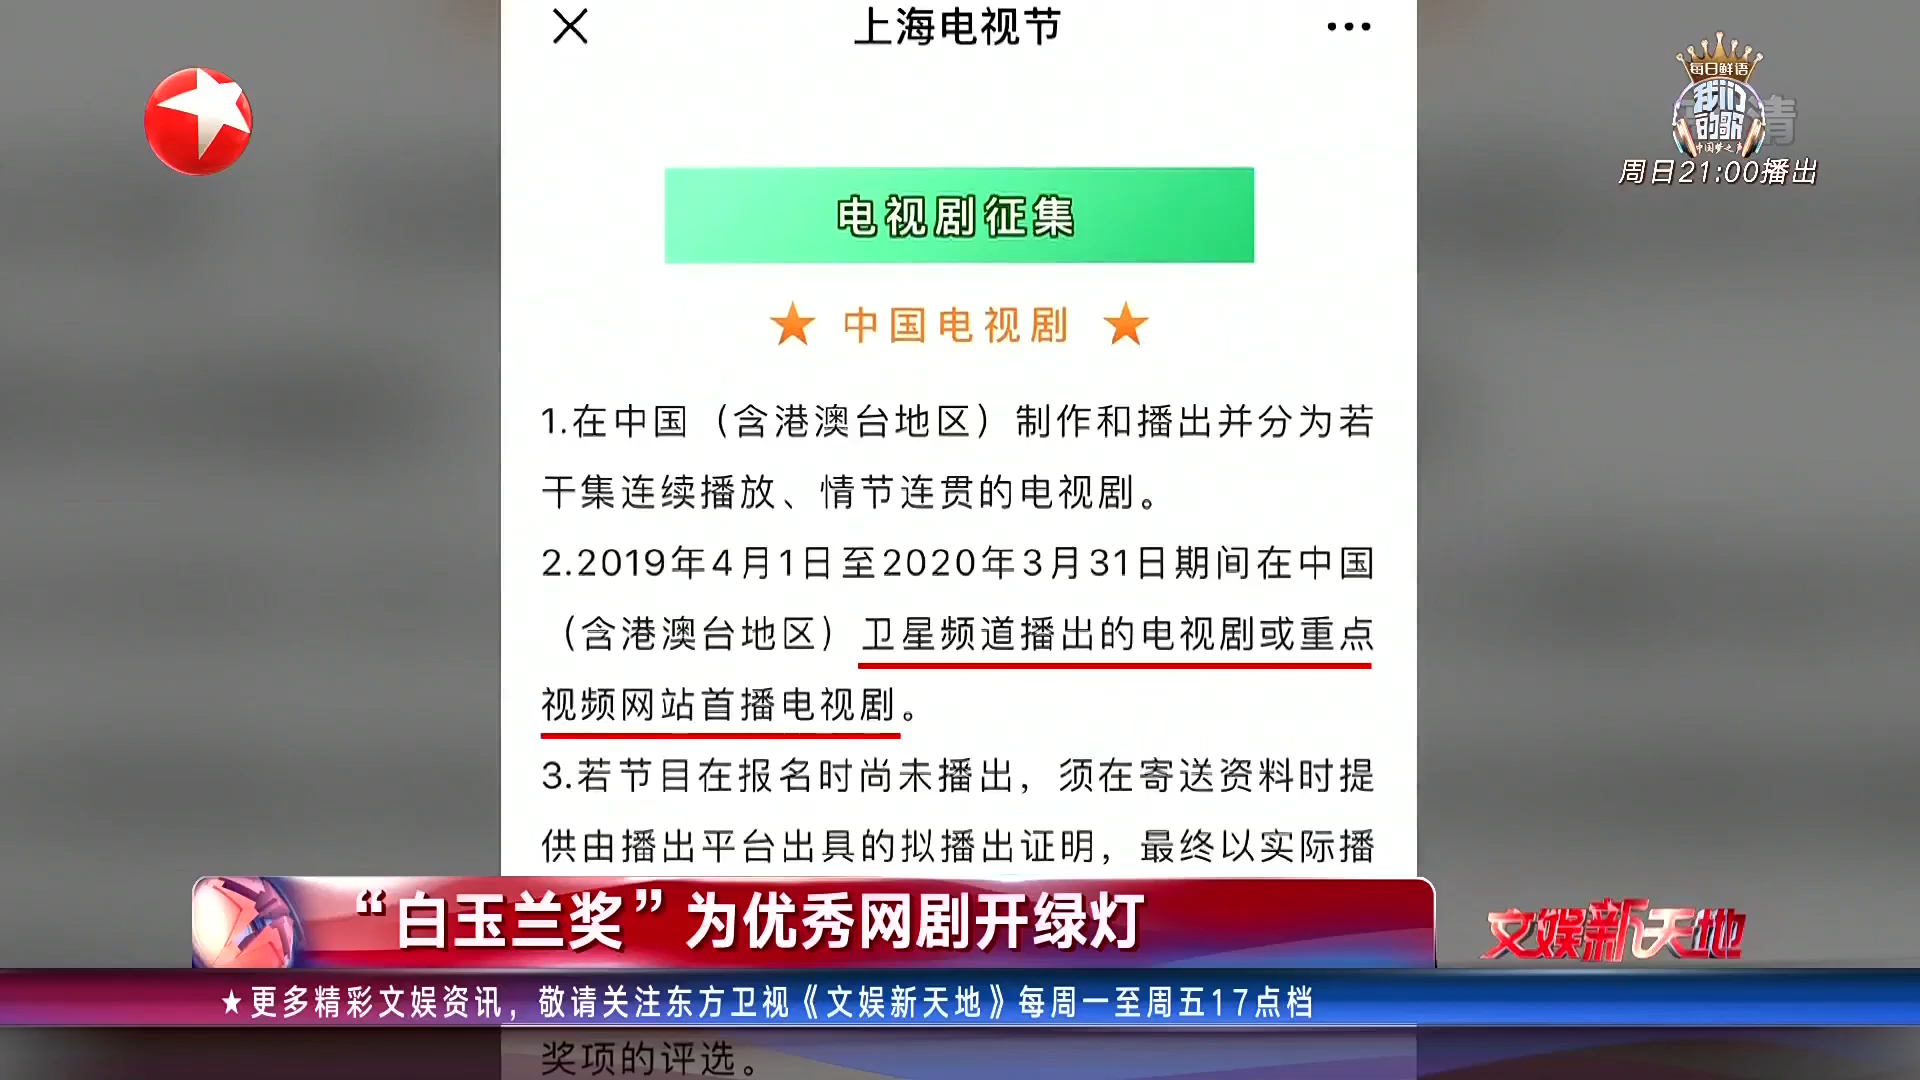 上海电视节
每日鲜语
我们的歌
中国梦之声
清
周日21:00播出
电视剧征集
★ 中国电视剧 ★
1.在中国（含港澳台地区）制作和播出并分为若
干集连续播放、情节连贯的电视剧。
2.2019年4月1日至2020年3月31日期间在中国
（含港澳台地区）卫星频道播出的电视剧或重点
视频网站首播电视剧。
3.若节目在报名时尚未播出，须在寄送资料时提
供由播出平台出具的拟播出证明，最终以实际播
“白玉兰奖”为优秀网剧开绿灯
文娱新天地
★更多精彩文娱资讯，敬请关注东方卫视《文娱新天地》每周一至周五17点档
奖项的评选。